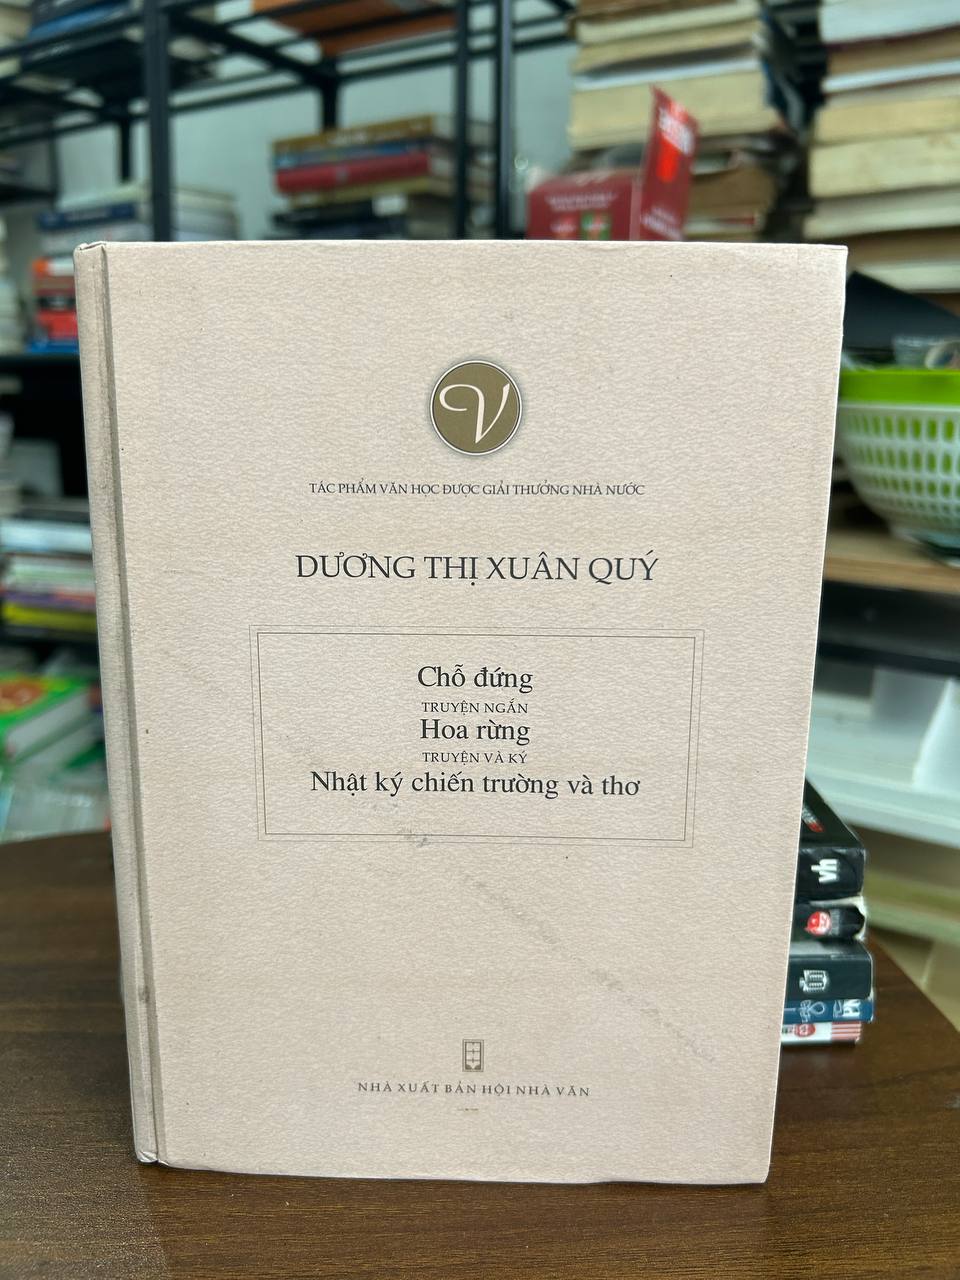 V
TÁC PHẨM VĂN HỌC ĐƯỢC GIẢI THƯỞNG NHÀ NƯỚC
DƯƠNG THỊ XUÂN QUÝ
Chỗ đứng
TRUYỆN NGẮN
Hoa rừng
TRUYỆN VÀ KÝ
Nhật ký chiến trường và thơ
NHÀ XUẤT BẢN HỘI NHÀ VĂN
vh